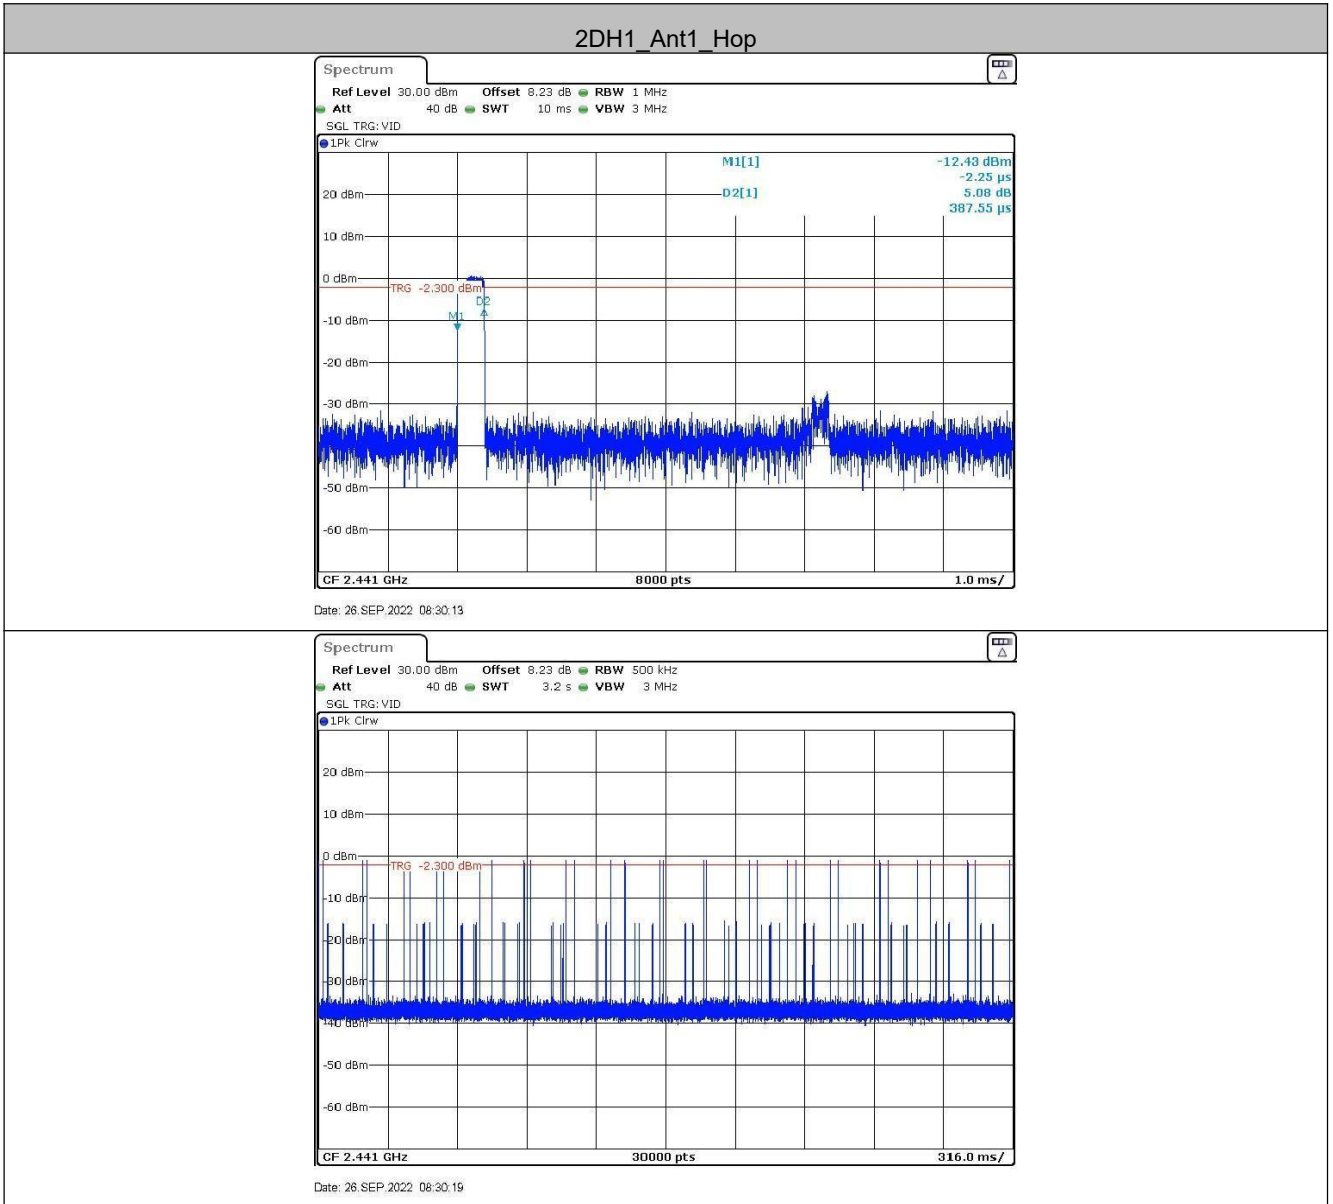 2DH1_Ant1_Hop
Spectrum
Ref Level 30.00 dBm Offset 8.23 dB RBW 1 MHz
Att 40 dB SWT 10 ms VBW 3 MHz
SGL TRG: VID
1Pk Clrw
M1[1] -12.43 dBm
-2.25 µs
20 dBm D2[1] 5.08 dB
387.55 µs
10 dBm
0 dBm
TRG -2.300 dBm
D2
M1
-10 dBm
-20 dBm
-30 dBm
-50 dBm
-60 dBm
CF 2.441 GHz 8000 pts 1.0 ms/
Date: 26.SEP.2022 08:30:13
Spectrum
Ref Level 30.00 dBm Offset 8.23 dB RBW 500 kHz
Att 40 dB SWT 3.2 s VBW 3 MHz
SGL TRG: VID
1Pk Clrw
20 dBm
10 dBm
0 dBm
TRG -2.300 dBm
-10 dBm
-20 dBm
-30 dBm
-40 dBm
-50 dBm
-60 dBm
CF 2.441 GHz 30000 pts 316.0 ms/
Date: 26.SEP.2022 08:30:19